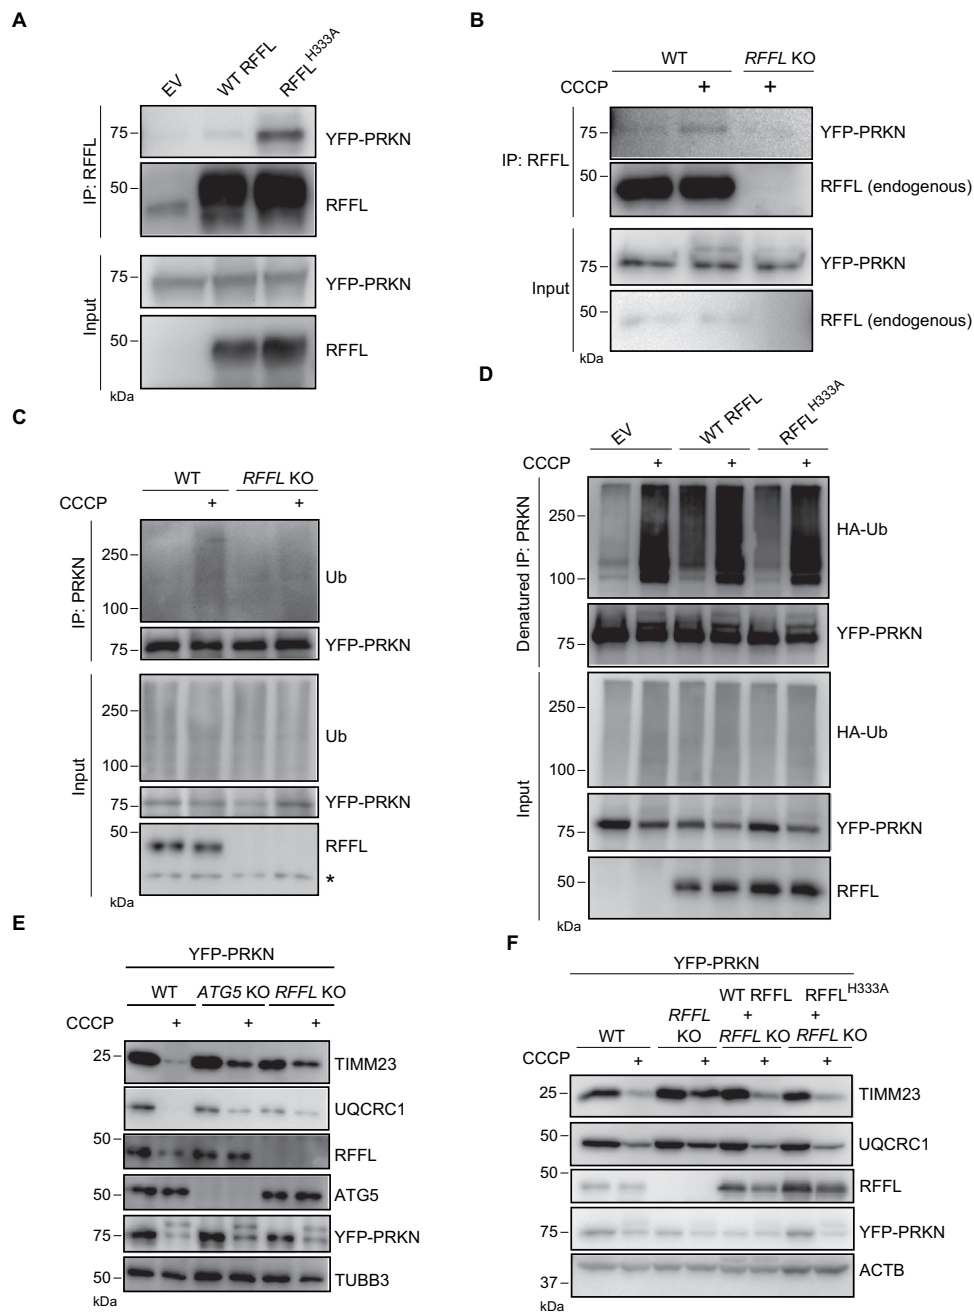 A
EV
WT RFFL
RFFL^H333A
IP: RFFL
75
YFP-PRKN
50
RFFL
Input
75
YFP-PRKN
50
RFFL
kDa
B
WT
RFFL KO
CCCP
+
+
IP: RFFL
75
YFP-PRKN
50
RFFL (endogenous)
Input
75
YFP-PRKN
50
RFFL (endogenous)
kDa
C
WT
RFFL KO
CCCP
+
+
IP: PRKN
250
Ub
100
75
YFP-PRKN
Input
250
Ub
100
75
YFP-PRKN
50
RFFL
*
kDa
D
EV
WT RFFL
RFFL^H333A
CCCP
+
+
+
Denatured IP: PRKN
250
HA-Ub
100
75
YFP-PRKN
Input
250
HA-Ub
100
75
YFP-PRKN
50
RFFL
kDa
E
YFP-PRKN
WT
ATG5 KO
RFFL KO
CCCP
+
+
+
25
TIMM23
UQCRC1
50
RFFL
50
ATG5
75
YFP-PRKN
50
TUBB3
kDa
F
YFP-PRKN
WT
RFFL
KO
WT RFFL
+
RFFL KO
RFFL^H333A
+
RFFL KO
CCCP
+
+
+
+
25
TIMM23
50
UQCRC1
50
RFFL
75
YFP-PRKN
ACTB
37
kDa